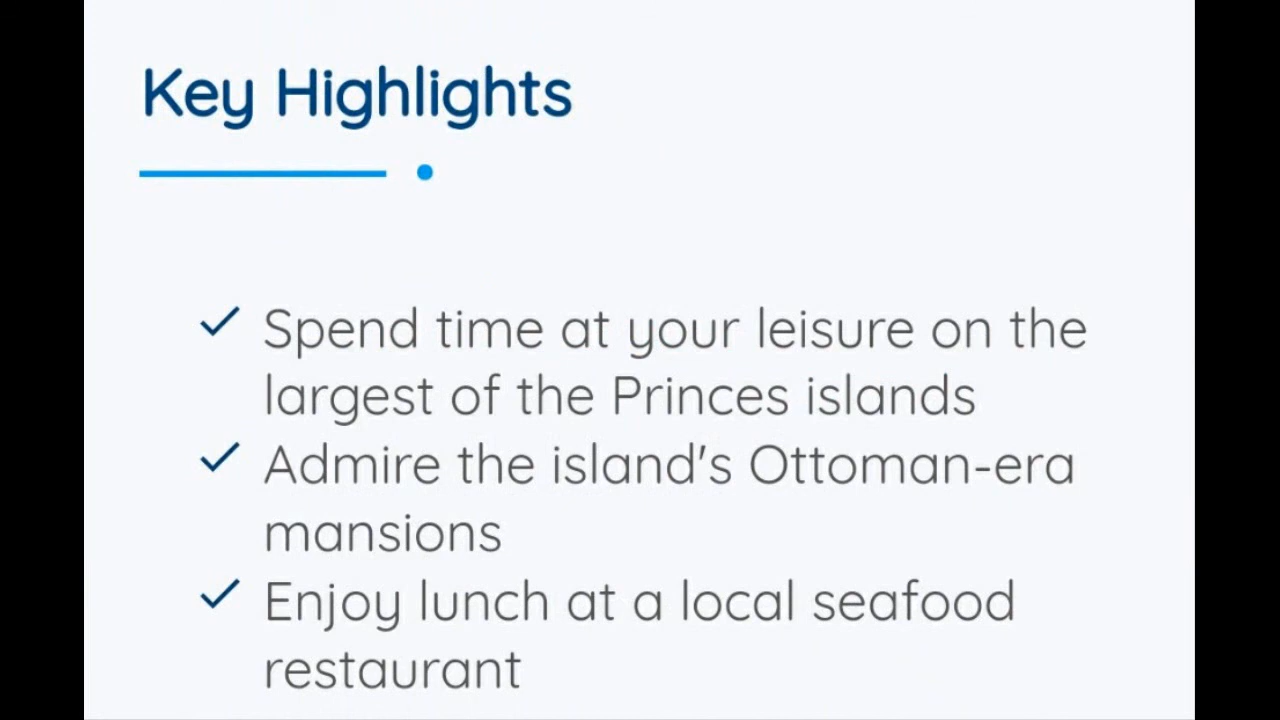 Key Highlights
Spend time at your leisure on the
largest of the Princes islands
Admire the island's Ottoman-era
mansions
Enjoy lunch at a local seafood
restaurant